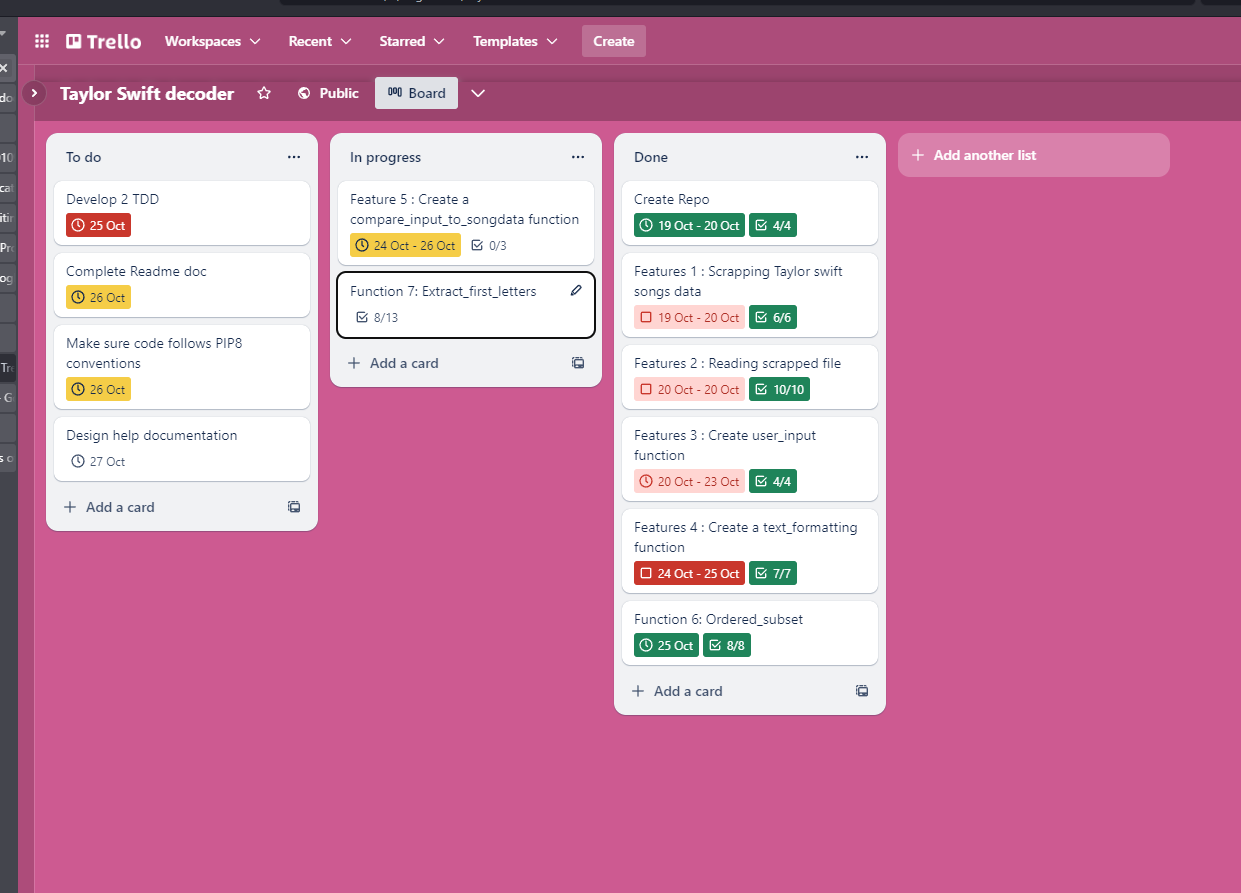 Trello Workspaces Recent Starred Templates Create
Taylor Swift decoder Public Board
To do
Develop 2 TDD
25 Oct
Complete Readme doc
26 Oct
Make sure code follows PIP8
conventions
26 Oct
Design help documentation
27 Oct
+ Add a card
In progress
Feature 5 : Create a
compare_input_to_songdata function
24 Oct - 26 Oct 0/3
Function 7: Extract_first_letters
8/13
+ Add a card
Done
Create Repo
19 Oct - 20 Oct 4/4
Features 1 : Scrapping Taylor swift
songs data
19 Oct - 20 Oct 6/6
Features 2 : Reading scrapped file
20 Oct - 20 Oct 10/10
Features 3 : Create user_input
function
20 Oct - 23 Oct 4/4
Features 4 : Create a text_formatting
function
24 Oct - 25 Oct 7/7
Function 6: Ordered_subset
25 Oct 8/8
+ Add a card
+ Add another list